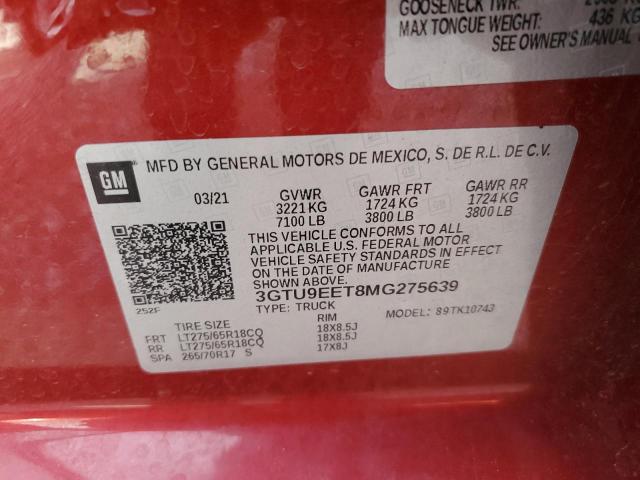 GOOSENECK TWR:
MAX TONGUE WEIGHT: 436 KG
SEE OWNER'S MANUAL
GM
MFD BY GENERAL MOTORS DE MEXICO, S. DE R.L. DE C.V.
03/21 GVWR GAWR FRT GAWR RR
3221 KG 1724 KG 1724 KG
7100 LB 3800 LB 3800 LB
THIS VEHICLE CONFORMS TO ALL
APPLICABLE U.S. FEDERAL MOTOR
VEHICLE SAFETY STANDARDS IN EFFECT
ON THE DATE OF MANUFACTURE
SHOWN ABOVE.
3GTU9EET8MG275639
TYPE: TRUCK MODEL: 89TK10743
252F
TIRE SIZE RIM
FRT LT275/65R18CQ 18X8.5J
RR LT275/65R18CQ 18X8.5J
SPA 265/70R17 S 17X8J